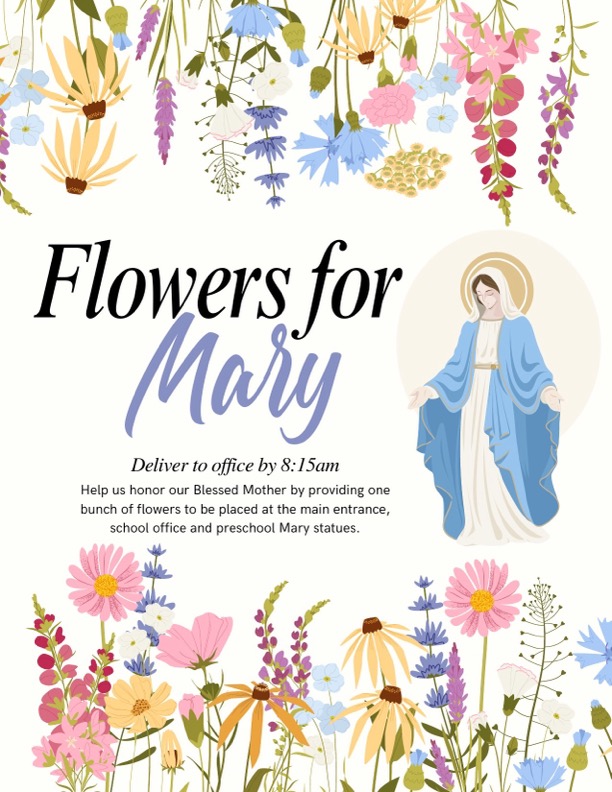 Flowers for
Mary
Deliver to office by 8:15am
Help us honor our Blessed Mother by providing one
bunch of flowers to be placed at the main entrance,
school office and preschool Mary statues.